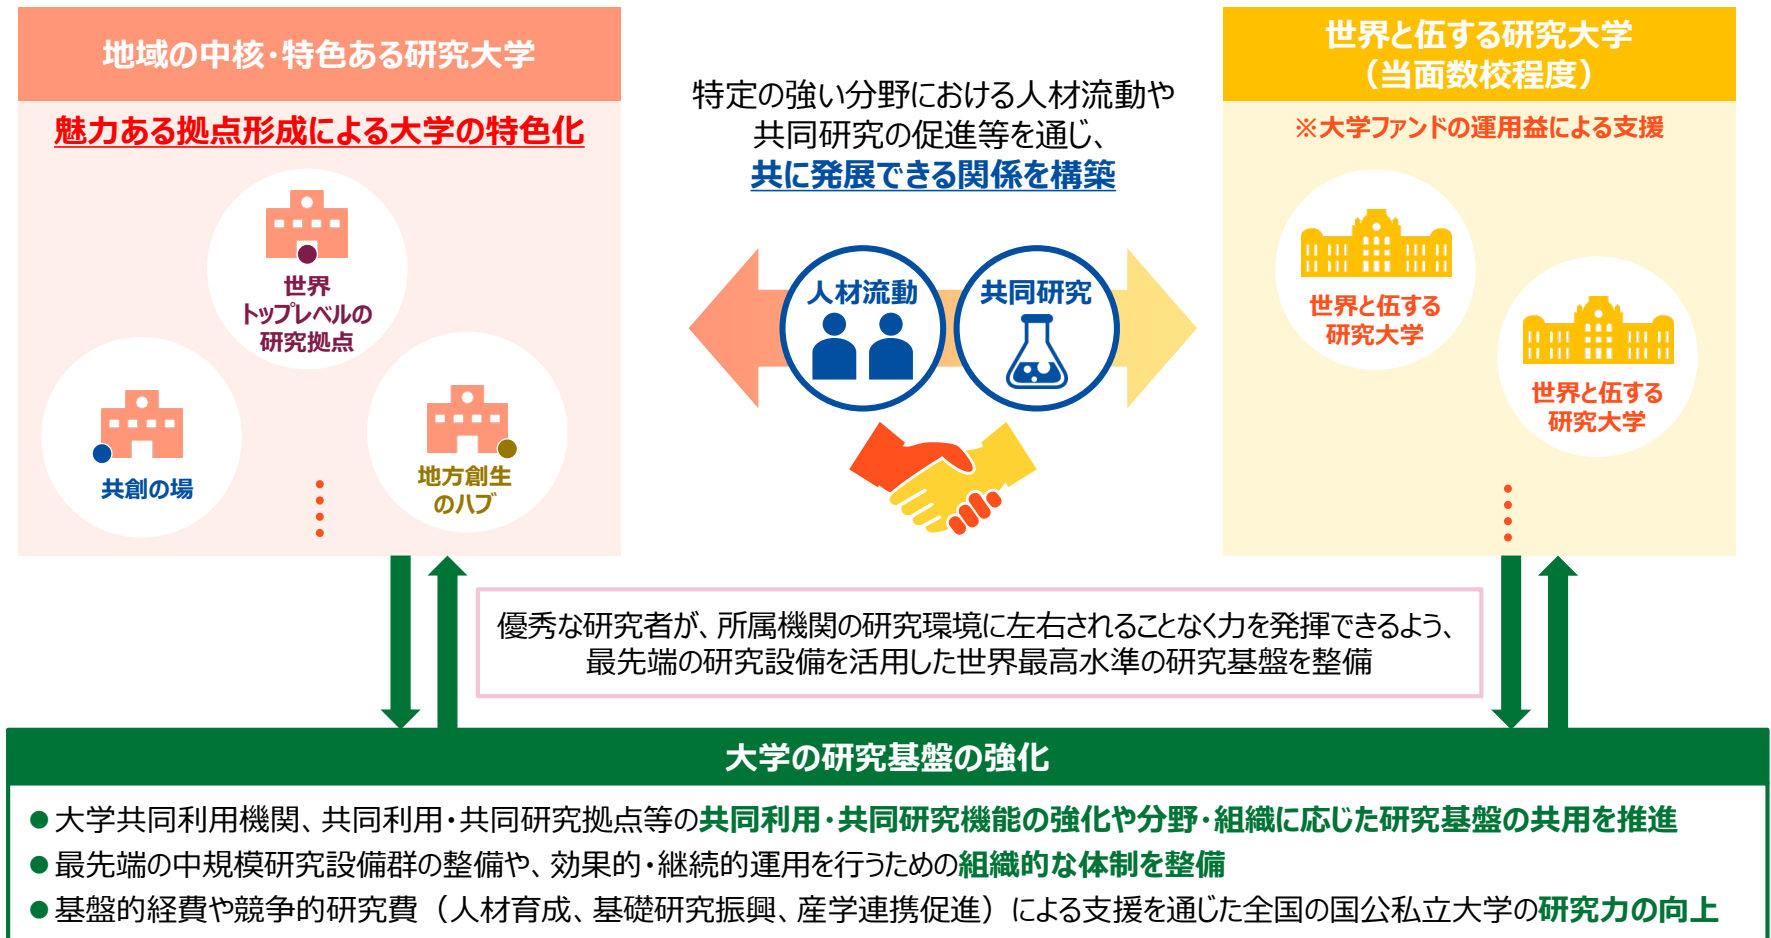 地域の中核・特色ある研究大学
魅力ある拠点形成による大学の特色化
世界
トップレベルの
研究拠点
共創の場
地方創生
のハブ
特定の強い分野における人材流動や
共同研究の促進等を通じ、
共に発展できる関係を構築
人材流動
共同研究
世界と伍する研究大学
（当面数校程度）
※大学ファンドの運用益による支援
世界と伍する
研究大学
世界と伍する
研究大学
優秀な研究者が、所属機関の研究環境に左右されることなく力を発揮できるよう、
最先端の研究設備を活用した世界最高水準の研究基盤を整備
大学の研究基盤の強化
●大学共同利用機関、共同利用・共同研究拠点等の共同利用・共同研究機能の強化や分野・組織に応じた研究基盤の共用を推進
●最先端の中規模研究設備群の整備や、効果的・継続的運用を行うための組織的な体制を整備
●基盤的経費や競争的研究費（人材育成、基礎研究振興、産学連携促進）による支援を通じた全国の国公私立大学の研究力の向上